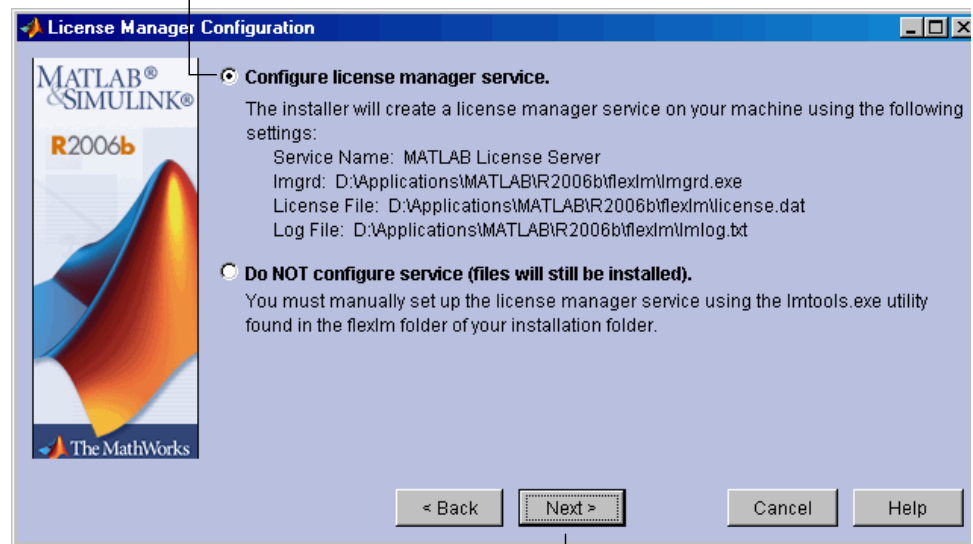 License Manager Configuration
MATLAB®
&SIMULINK®
R2006b
The MathWorks
Configure license manager service.
The installer will create a license manager service on your machine using the following
settings:
Service Name: MATLAB License Server
lmgrd: D:\Applications\MATLAB\R2006b\flexlm\lmgrd.exe
License File: D:\Applications\MATLAB\R2006b\flexlm\license.dat
Log File: D:\Applications\MATLAB\R2006b\flexlm\lmlog.txt
Do NOT configure service (files will still be installed).
You must manually set up the license manager service using the lmtools.exe utility
found in the flexlm folder of your installation folder.
< Back
Next >
Cancel
Help